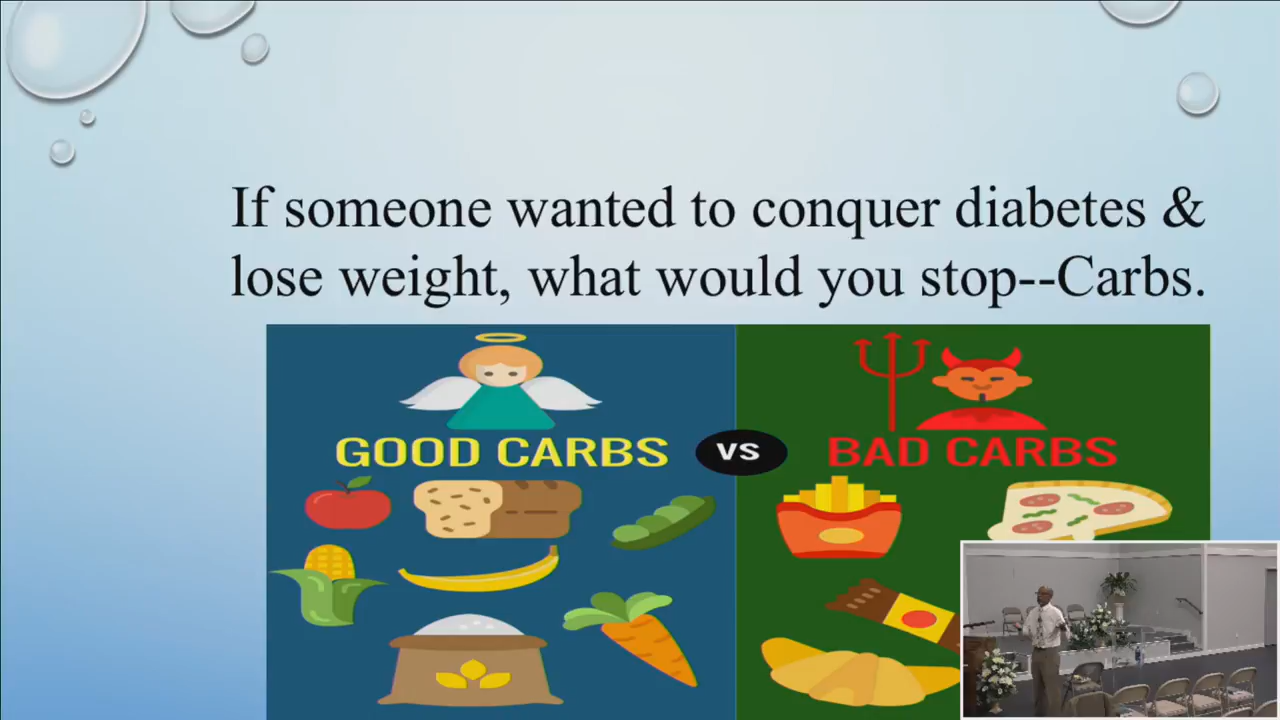 If someone wanted to conquer diabetes &
lose weight, what would you stop--Carbs.
GOOD CARBS
VS
BAD CARBS